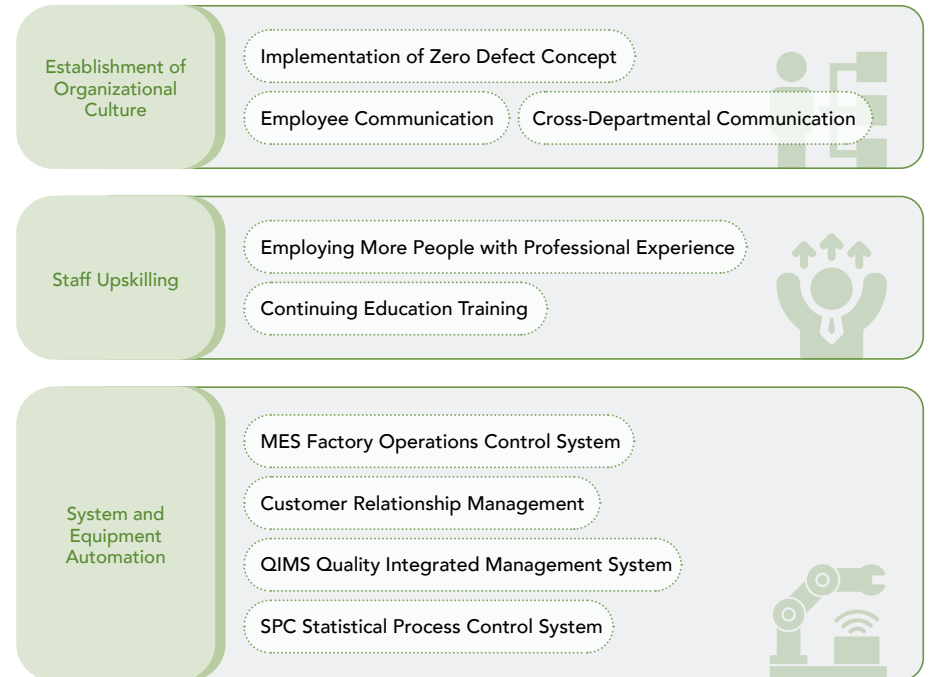 Establishment of
Organizational
Culture
Implementation of Zero Defect Concept
Employee Communication
Cross-Departmental Communication
Staff Upskilling
Employing More People with Professional Experience
Continuing Education Training
System and
Equipment
Automation
MES Factory Operations Control System
Customer Relationship Management
QIMS Quality Integrated Management System
SPC Statistical Process Control System